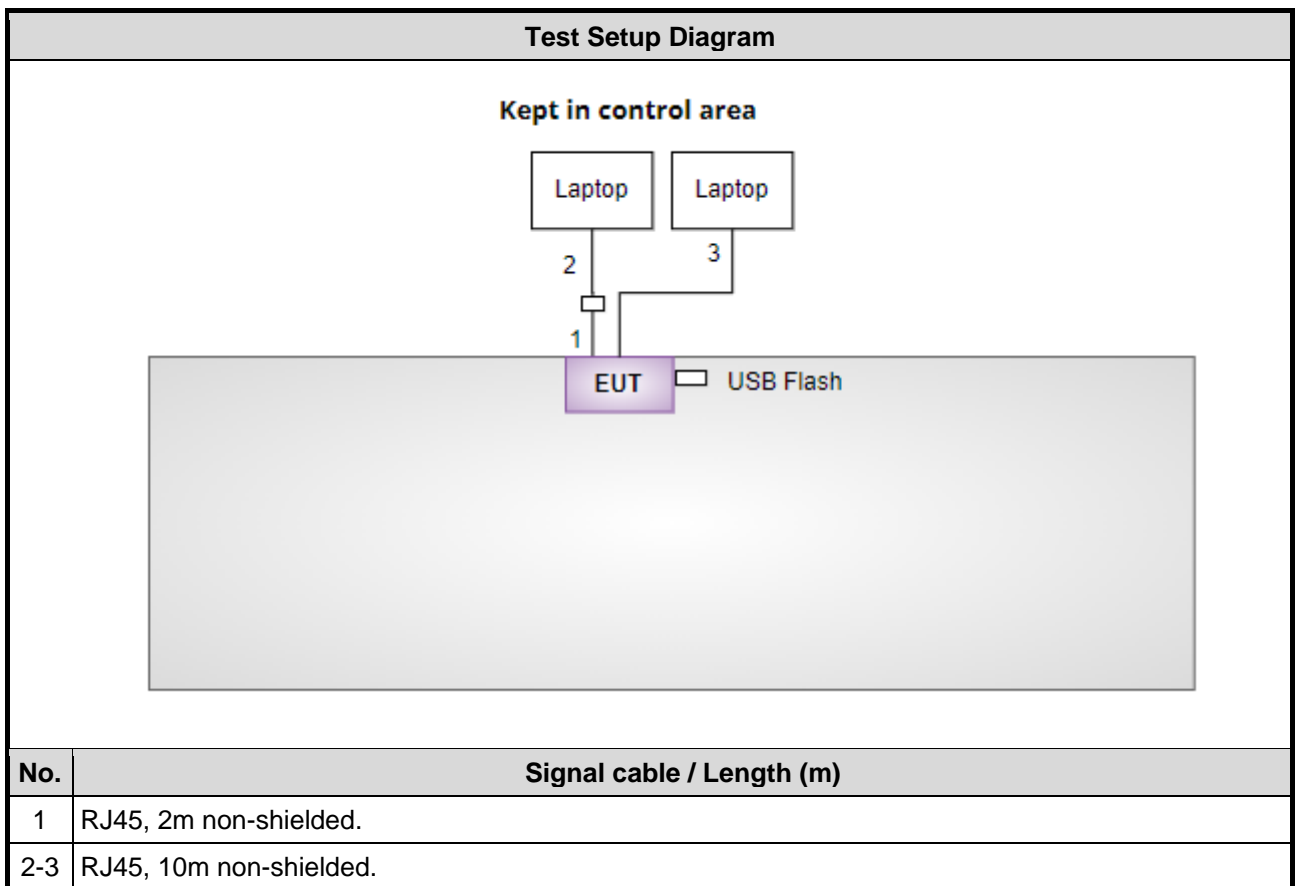 Test Setup Diagram
Kept in control area
Laptop
Laptop
2
3
1
EUT
USB Flash
No.
Signal cable / Length (m)
1
RJ45, 2m non-shielded.
2-3
RJ45, 10m non-shielded.